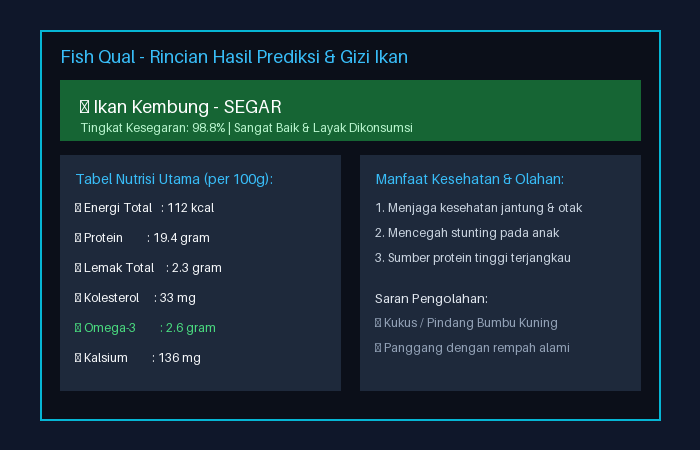 Fish Qual - Rincian Hasil Prediksi & Gizi Ikan
Ikan Kembung - SEGAR
Tingkat Kesegaran: 98.8% | Sangat Baik & Layak Dikonsumsi
Tabel Nutrisi Utama (per 100g):
Energi Total : 112 kcal
Protein : 19.4 gram
Lemak Total : 2.3 gram
Kolesterol : 33 mg
Omega-3 : 2.6 gram
Kalsium : 136 mg
Manfaat Kesehatan & Olahan:
1. Menjaga kesehatan jantung & otak
2. Mencegah stunting pada anak
3. Sumber protein tinggi terjangkau
Saran Pengolahan:
Kukus / Pindang Bumbu Kuning
Panggang dengan rempah alami